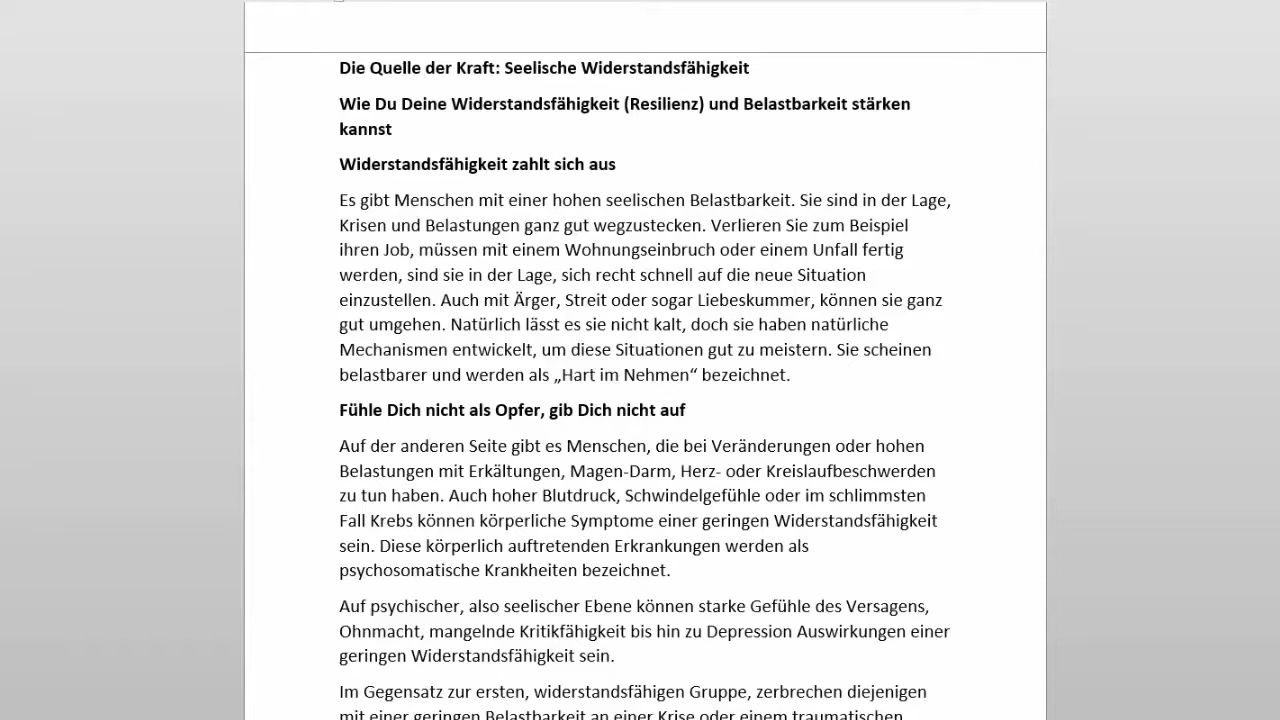 Die Quelle der Kraft: Seelische Widerstandsfähigkeit
Wie Du Deine Widerstandsfähigkeit (Resilienz) und Belastbarkeit stärken
kannst
Widerstandsfähigkeit zahlt sich aus
Es gibt Menschen mit einer hohen seelischen Belastbarkeit. Sie sind in der Lage,
Krisen und Belastungen ganz gut wegzustecken. Verlieren Sie zum Beispiel
ihren Job, müssen mit einem Wohnungseinbruch oder einem Unfall fertig
werden, sind sie in der Lage, sich recht schnell auf die neue Situation
einzustellen. Auch mit Ärger, Streit oder sogar Liebeskummer, können sie ganz
gut umgehen. Natürlich lässt es sie nicht kalt, doch sie haben natürliche
Mechanismen entwickelt, um diese Situationen gut zu meistern. Sie scheinen
belastbarer und werden als „Hart im Nehmen“ bezeichnet.
Fühle Dich nicht als Opfer, gib Dich nicht auf
Auf der anderen Seite gibt es Menschen, die bei Veränderungen oder hohen
Belastungen mit Erkältungen, Magen-Darm, Herz- oder Kreislaufbeschwerden
zu tun haben. Auch hoher Blutdruck, Schwindelgefühle oder im schlimmsten
Fall Krebs können körperliche Symptome einer geringen Widerstandsfähigkeit
sein. Diese körperlich auftretenden Erkrankungen werden als
psychosomatische Krankheiten bezeichnet.
Auf psychischer, also seelischer Ebene können starke Gefühle des Versagens,
Ohnmacht, mangelnde Kritikfähigkeit bis hin zu Depression Auswirkungen einer
geringen Widerstandsfähigkeit sein.
Im Gegensatz zur ersten, widerstandsfähigen Gruppe, zerbrechen diejenigen
mit einer geringen Belastbarkeit an einer Krise oder einem traumatischen